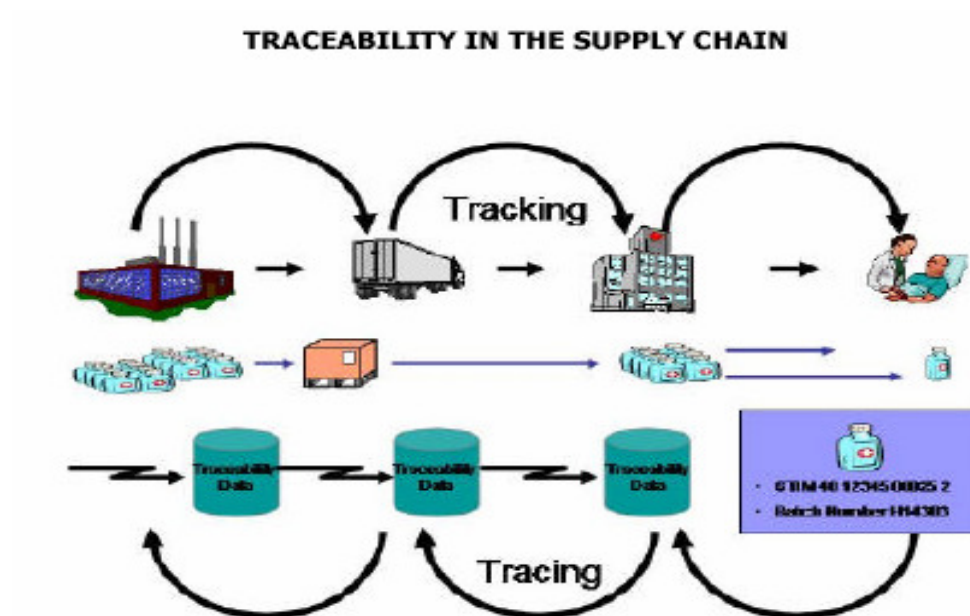 TRACEABILITY IN THE SUPPLY CHAIN
Tracking
Traceability
Data
Traceability
Data
Traceability
Data
Batch Number
Tracing